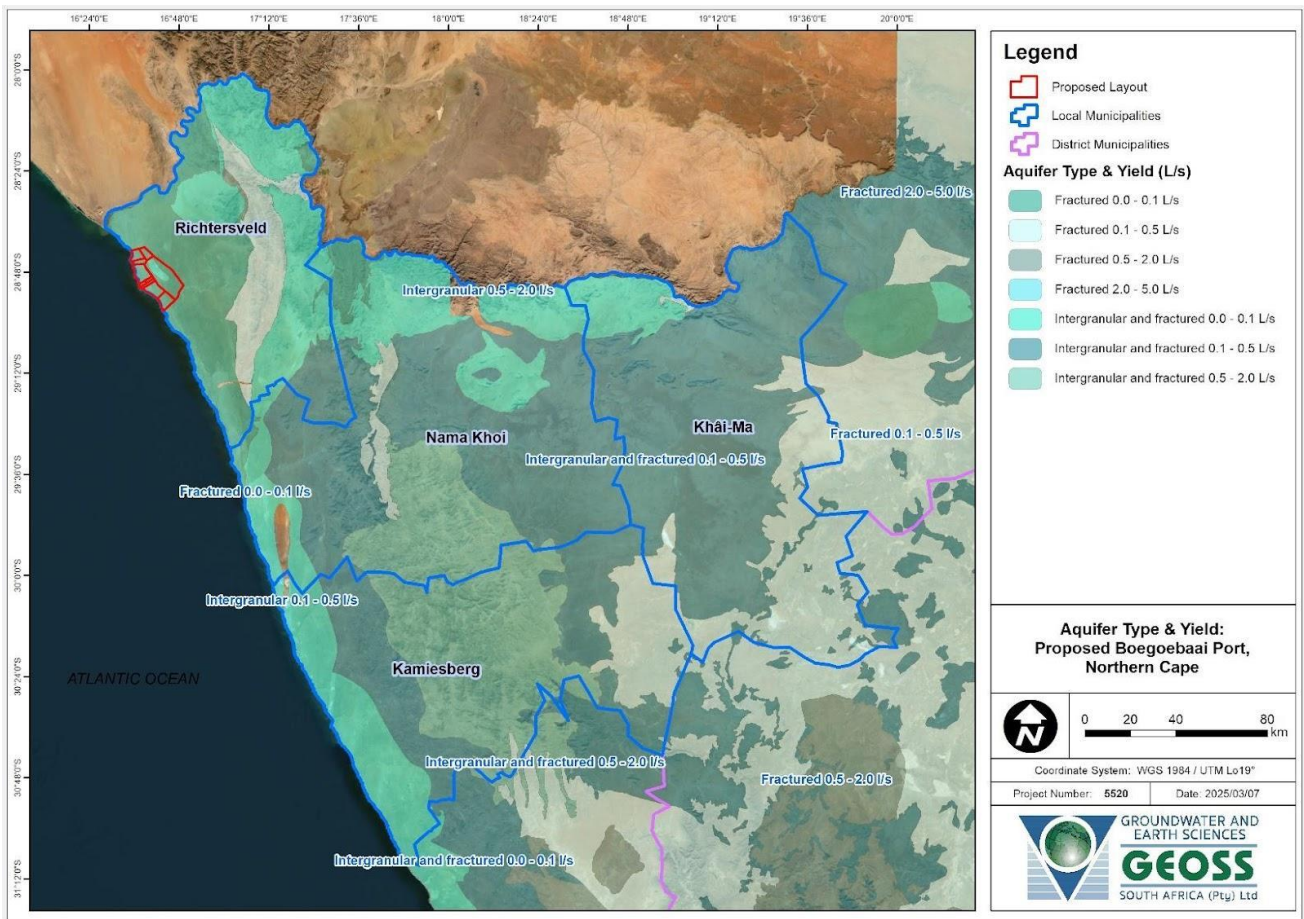 16°24'0"E 16°48'0"E 17°12'0"E 17°36'0"E 18°0'0"E 18°24'0"E 18°48'0"E 19°12'0"E 19°36'0"E 20°0'0"E
28°0'0"S
28°24'0"S
28°48'0"S
29°12'0"S
29°36'0"S
30°0'0"S
30°24'0"S
30°48'0"S
31°12'0"S
Fractured 2.0 - 5.0 l/s
Richtersveld
Intergranular 0.5 - 2.0 l/s
Khâi-Ma
Nama Khoi
Fractured 0.1 - 0.5 l/s
Intergranular and fractured 0.1 - 0.5 l/s
Fractured 0.0 - 0.1 l/s
Intergranular 0.1 - 0.5 l/s
Kamiesberg
ATLANTIC OCEAN
Intergranular and fractured 0.5 - 2.0 l/s
Fractured 0.5 - 2.0 l/s
Intergranular and fractured 0.0 - 0.1 l/s
Legend
Proposed Layout
Local Municipalities
District Municipalities
Aquifer Type & Yield (L/s)
Fractured 0.0 - 0.1 L/s
Fractured 0.1 - 0.5 L/s
Fractured 0.5 - 2.0 L/s
Fractured 2.0 - 5.0 L/s
Intergranular and fractured 0.0 - 0.1 L/s
Intergranular and fractured 0.1 - 0.5 L/s
Intergranular and fractured 0.5 - 2.0 L/s
Aquifer Type & Yield:
Proposed Boegoebaai Port,
Northern Cape
N
0 20 40 80
km
Coordinate System: WGS 1984 / UTM Lo19°
Project Number: 5520 Date: 2025/03/07
GROUNDWATER AND
EARTH SCIENCES
GEOSS
SOUTH AFRICA (Pty) Ltd